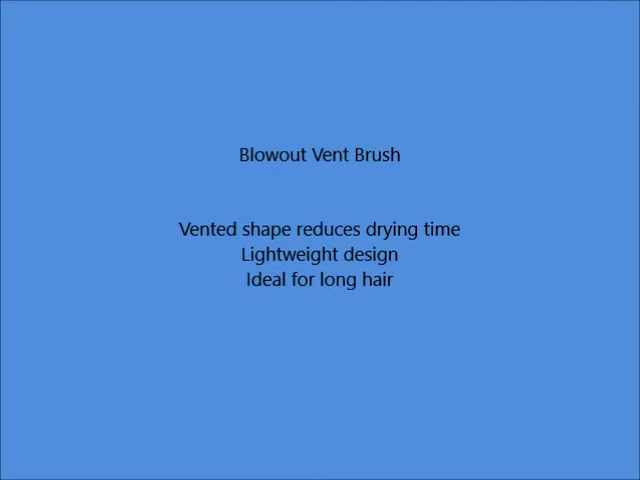 Blowout Vent Brush
Vented shape reduces drying time
Lightweight design
Ideal for long hair